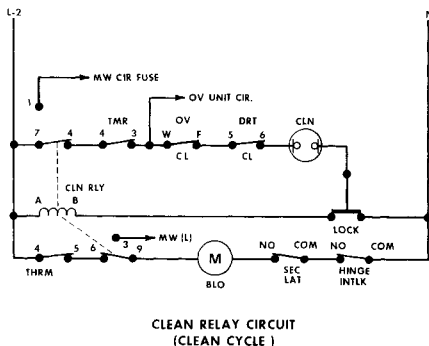 L-2 N
MW CIR FUSE
1
OV UNIT CIR.
TMR OV DRT CLN
7 4 4 3 W F 5 6
CL CL
CLN RLY
A B
LOCK
3 MW (L)
4 5 6 9 M NO COM NO COM
THRM BLO SEC HINGE
LAT INTLK
CLEAN RELAY CIRCUIT
(CLEAN CYCLE )